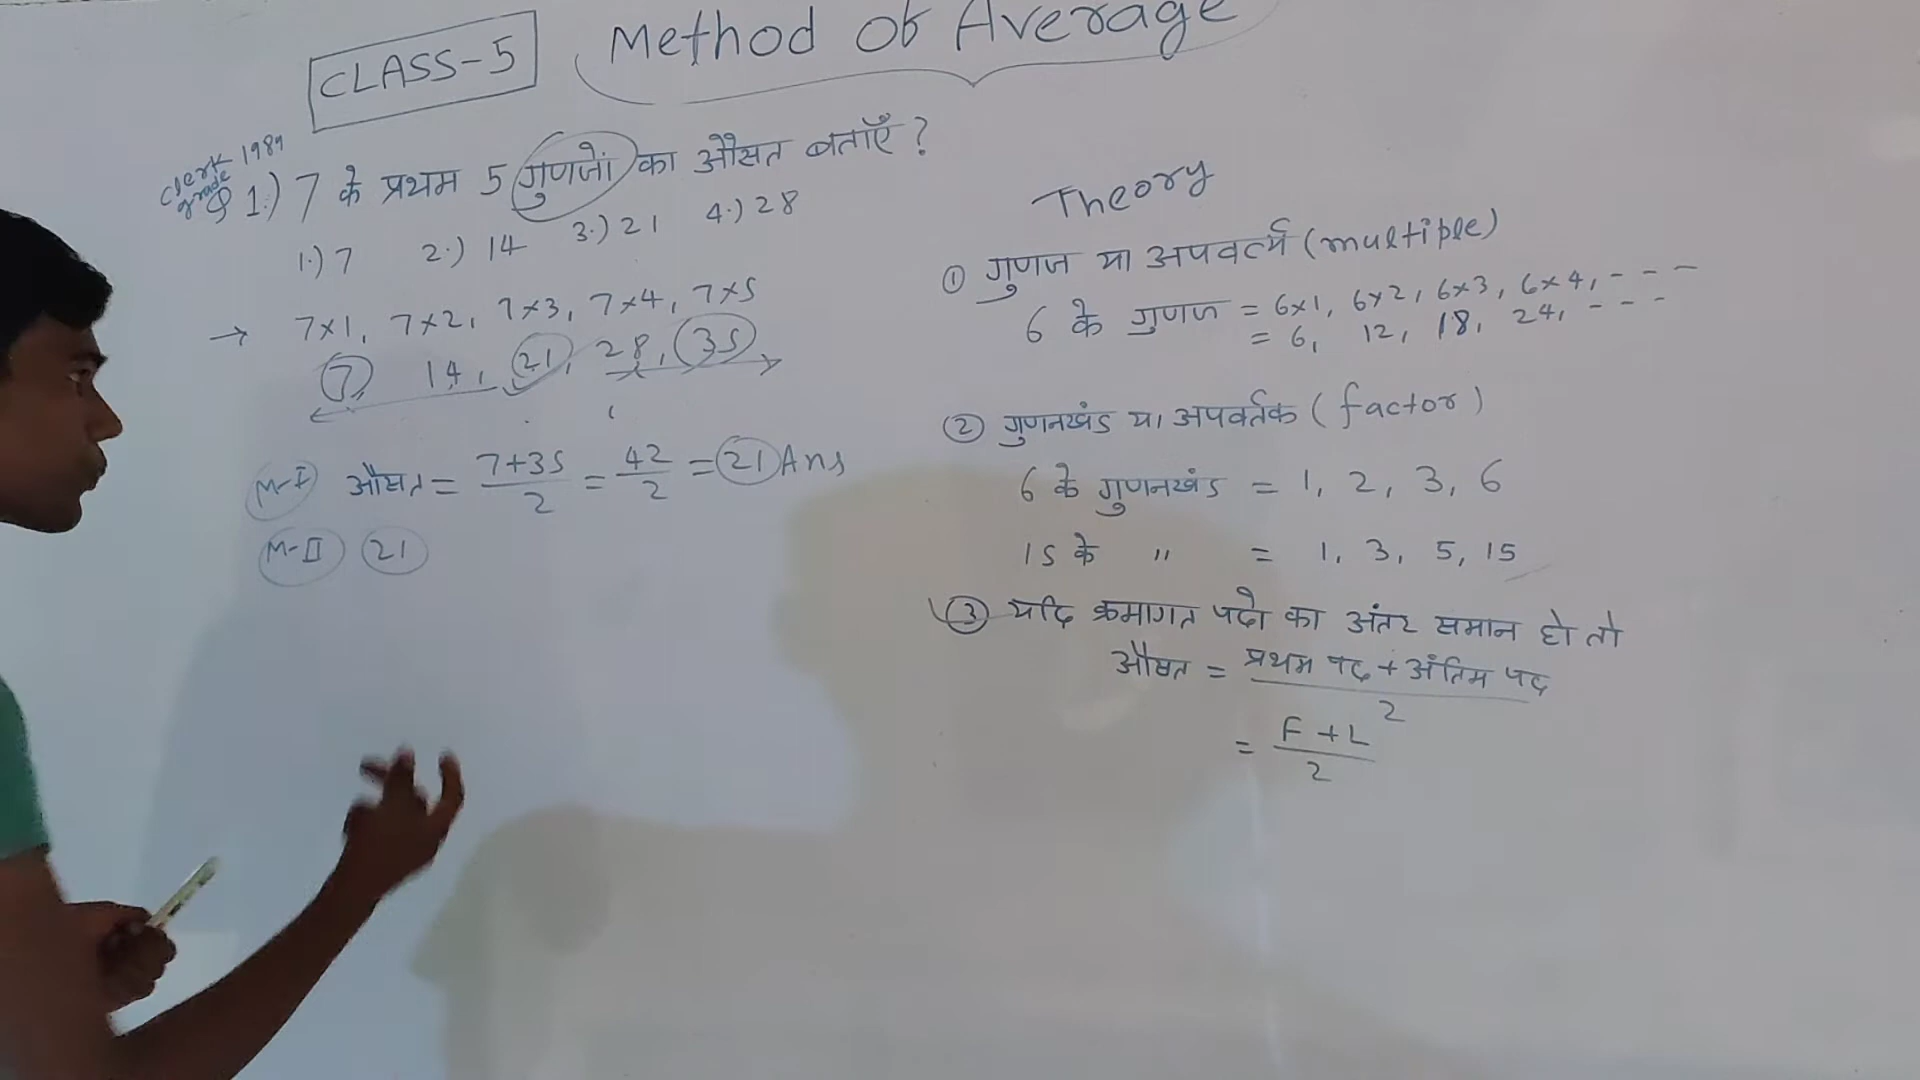 CLASS-5 Method of Average
Clerk 1989
grade
Q 1.) 7 के प्रथम 5 गुणजों का औसत बताएँ ?
1.) 7 2.) 14 3.) 21 4.) 28
→ 7×1, 7×2, 7×3, 7×4, 7×5
7, 14, 21, 28, 35
M-I औसत = 7+35/2 = 42/2 = 21 Ans
M-II 21
Theory
① गुणज या अपवर्त्य (multiple)
6 के गुणज = 6×1, 6×2, 6×3, 6×4, - - -
= 6, 12, 18, 24, - - -
② गुणनखंड या अपवर्तक (factor)
6 के गुणनखंड = 1, 2, 3, 6
15 के " = 1, 3, 5, 15
③ यदि क्रमागत पदो का अंतर समान हो तो
औसत = प्रथम पद + अंतिम पद / 2
= F + L / 2